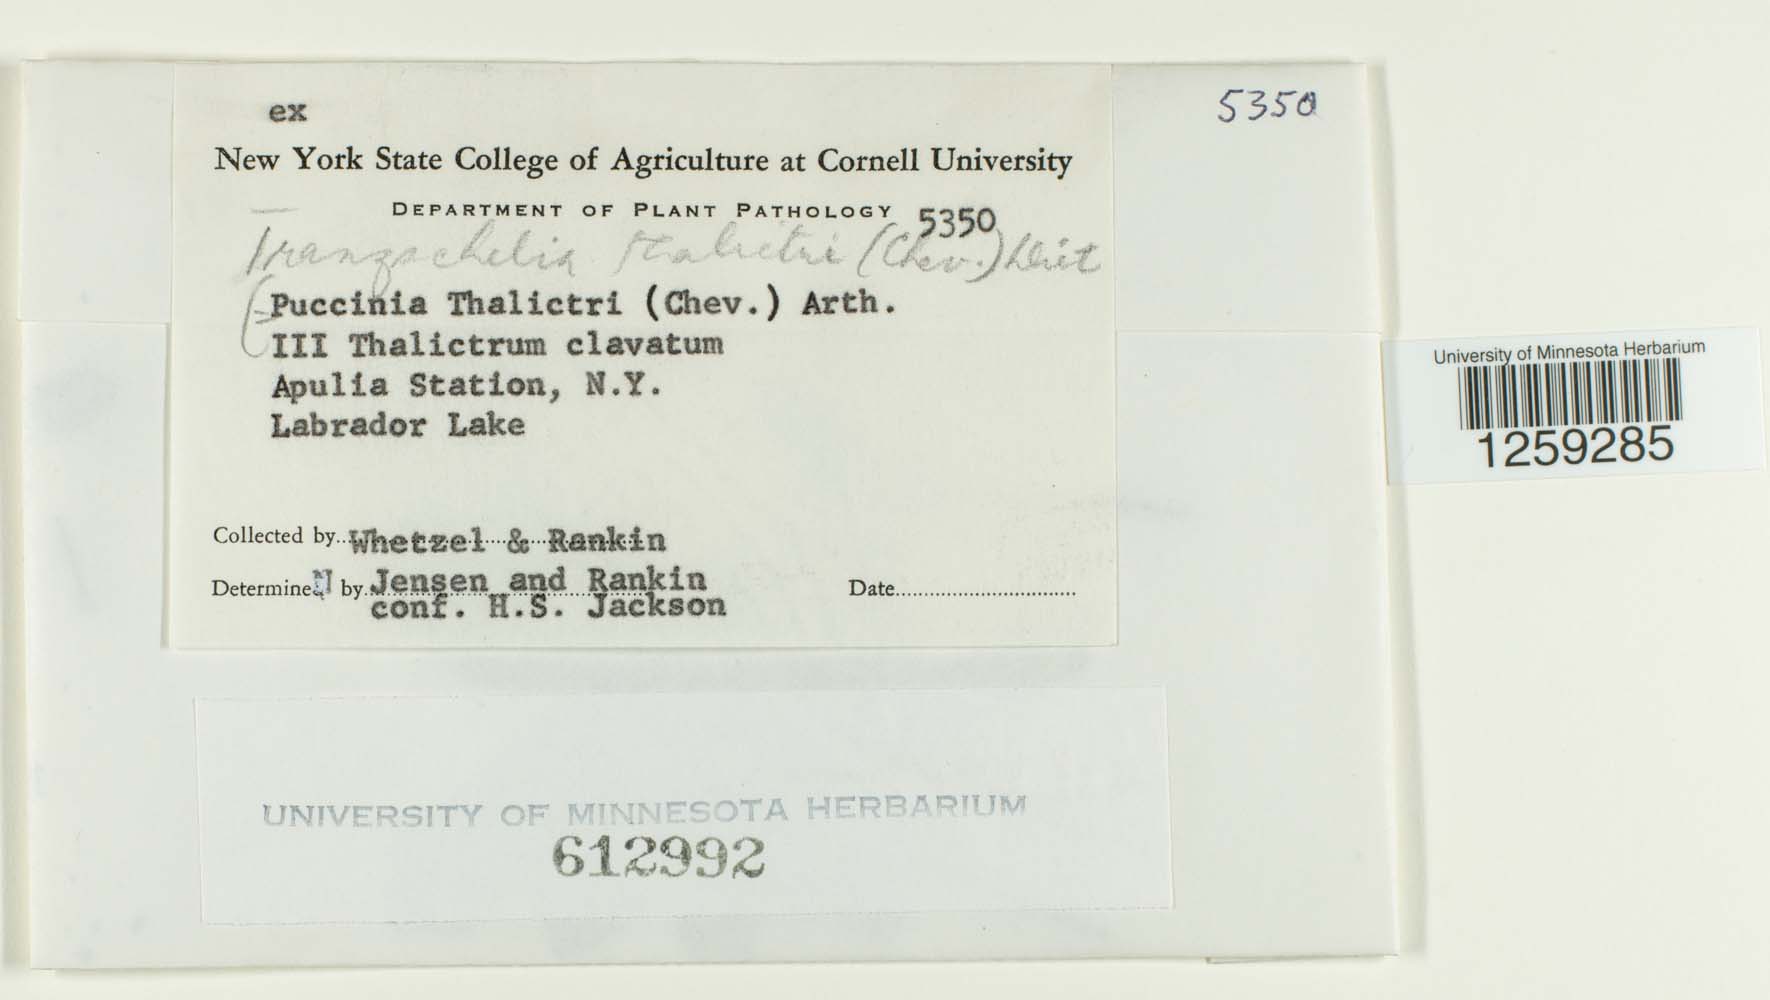 ex
5350
New York State College of Agriculture at Cornell University
DEPARTMENT OF PLANT PATHOLOGY
5350
Tranzschelia thalictri (Chev.) Diet
(=Puccinia Thalictri (Chev.) Arth.
III Thalictrum clavatum
Apulia Station, N.Y.
Labrador Lake
University of Minnesota Herbarium
1259285
Collected by Whetzel & Rankin
Determined by Jensen and Rankin
Date
conf. H.S. Jackson
UNIVERSITY OF MINNESOTA HERBARIUM
612992